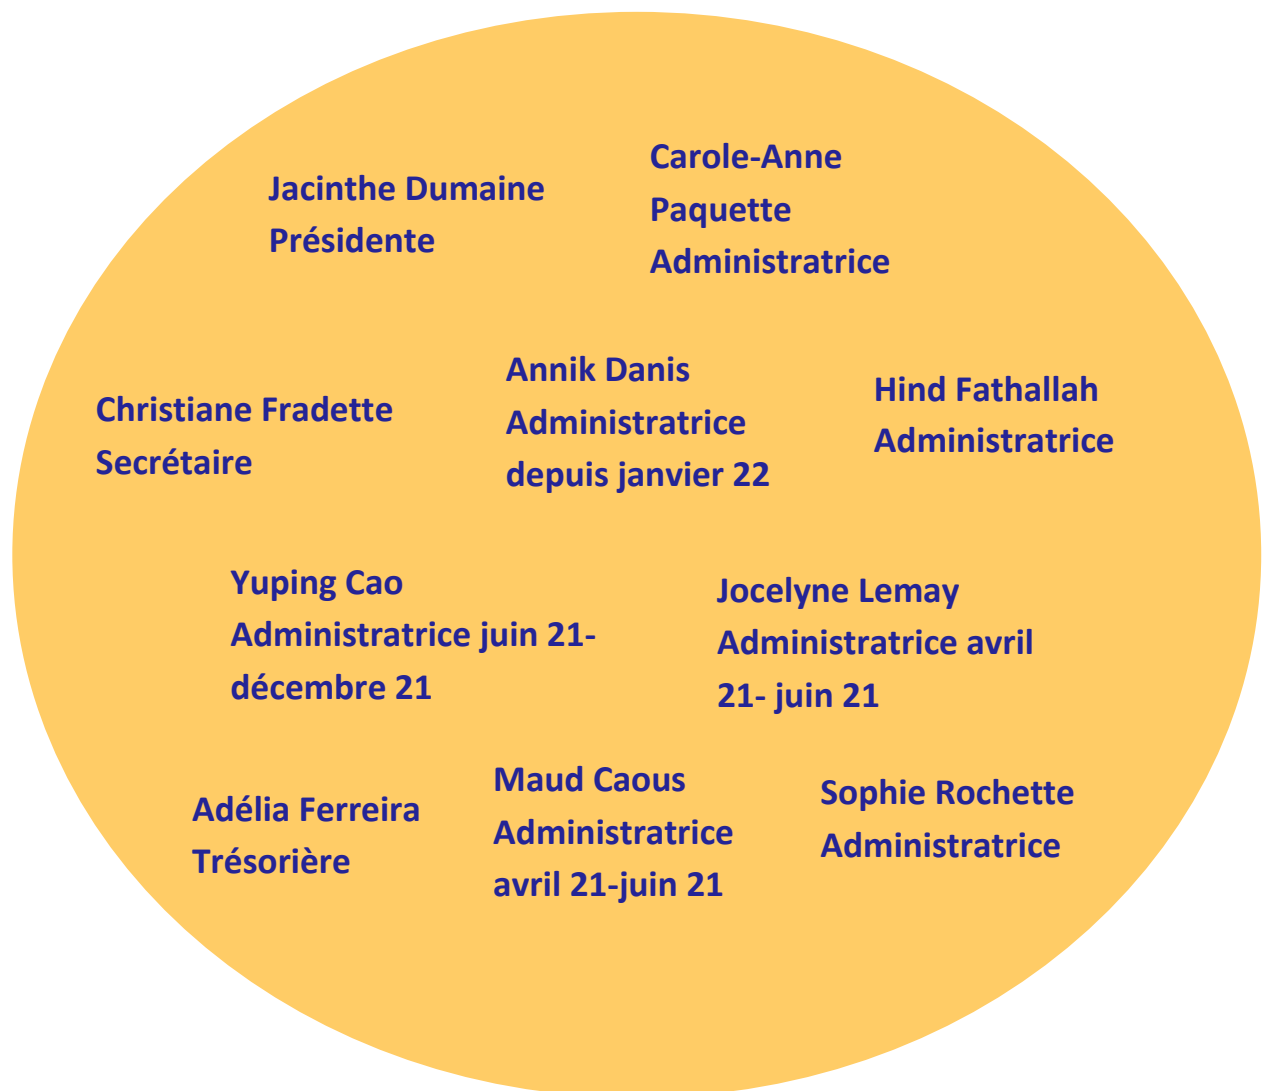 Jacinthe Dumaine
Présidente
Carole-Anne
Paquette
Administratrice
Christiane Fradette
Secrétaire
Annik Danis
Administratrice
depuis janvier 22
Hind Fathallah
Administratrice
Yuping Cao
Administratrice juin 21-
décembre 21
Jocelyne Lemay
Administratrice avril
21- juin 21
Adélia Ferreira
Trésorière
Maud Caous
Administratrice
avril 21-juin 21
Sophie Rochette
Administratrice